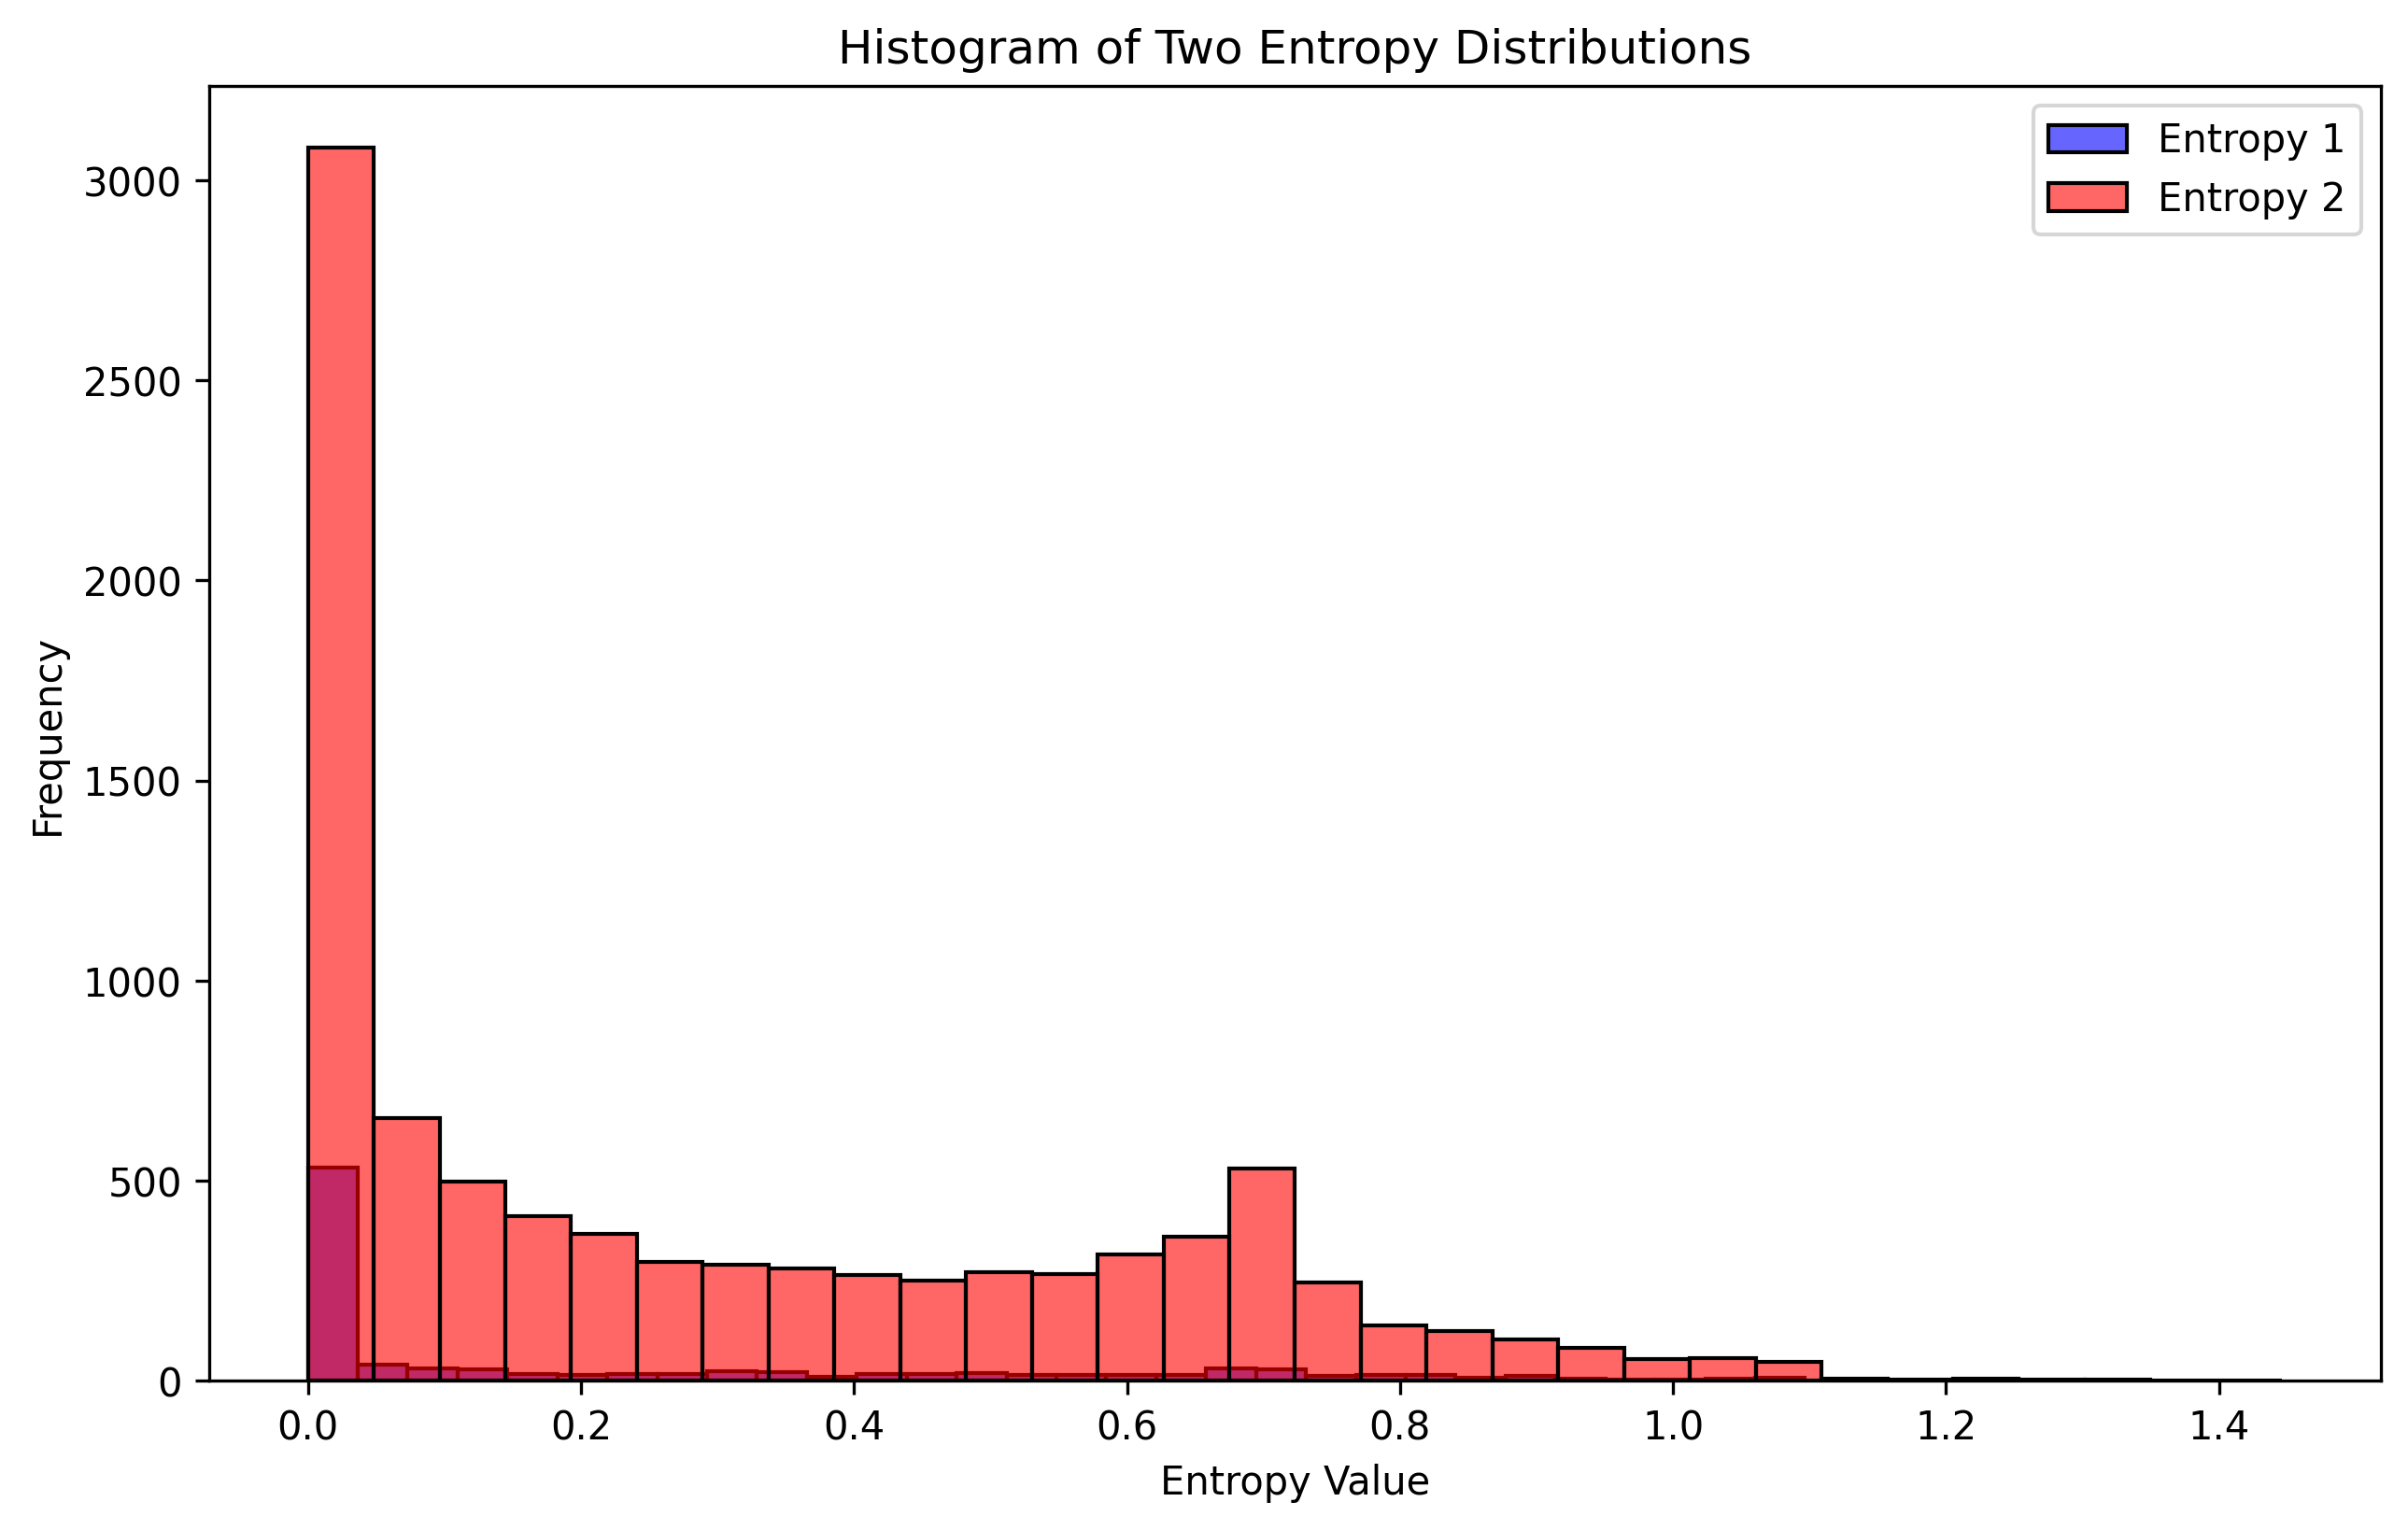 Histogram of Two Entropy Distributions
Entropy 1
Entropy 2
Frequency
3000
2500
2000
1500
1000
500
0
0.0 0.2 0.4 0.6 0.8 1.0 1.2 1.4
Entropy Value